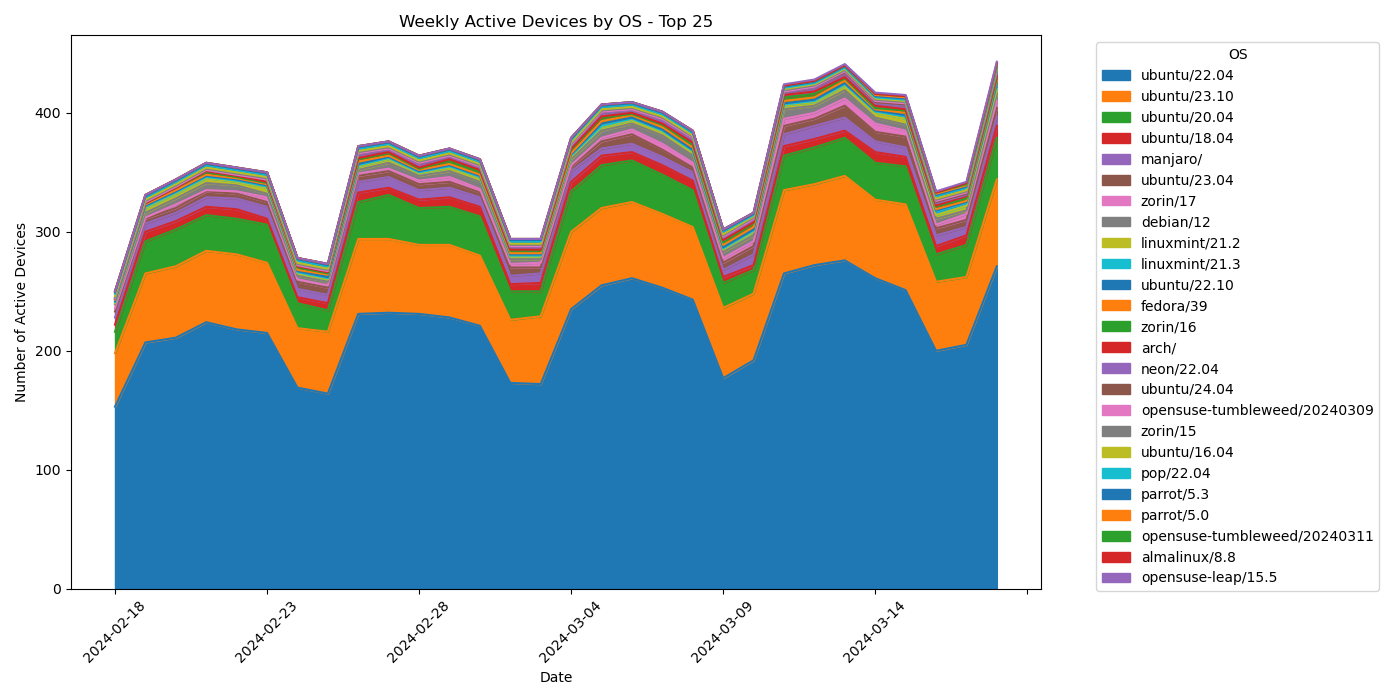 Weekly Active Devices by OS - Top 25
Number of Active Devices
400
300
200
100
0
2024-02-18
2024-02-23
2024-02-28
2024-03-04
2024-03-09
2024-03-14
Date
OS
ubuntu/22.04
ubuntu/23.10
ubuntu/20.04
ubuntu/18.04
manjaro/
ubuntu/23.04
zorin/17
debian/12
linuxmint/21.2
linuxmint/21.3
ubuntu/22.10
fedora/39
zorin/16
arch/
neon/22.04
ubuntu/24.04
opensuse-tumbleweed/20240309
zorin/15
ubuntu/16.04
pop/22.04
parrot/5.3
parrot/5.0
opensuse-tumbleweed/20240311
almalinux/8.8
opensuse-leap/15.5